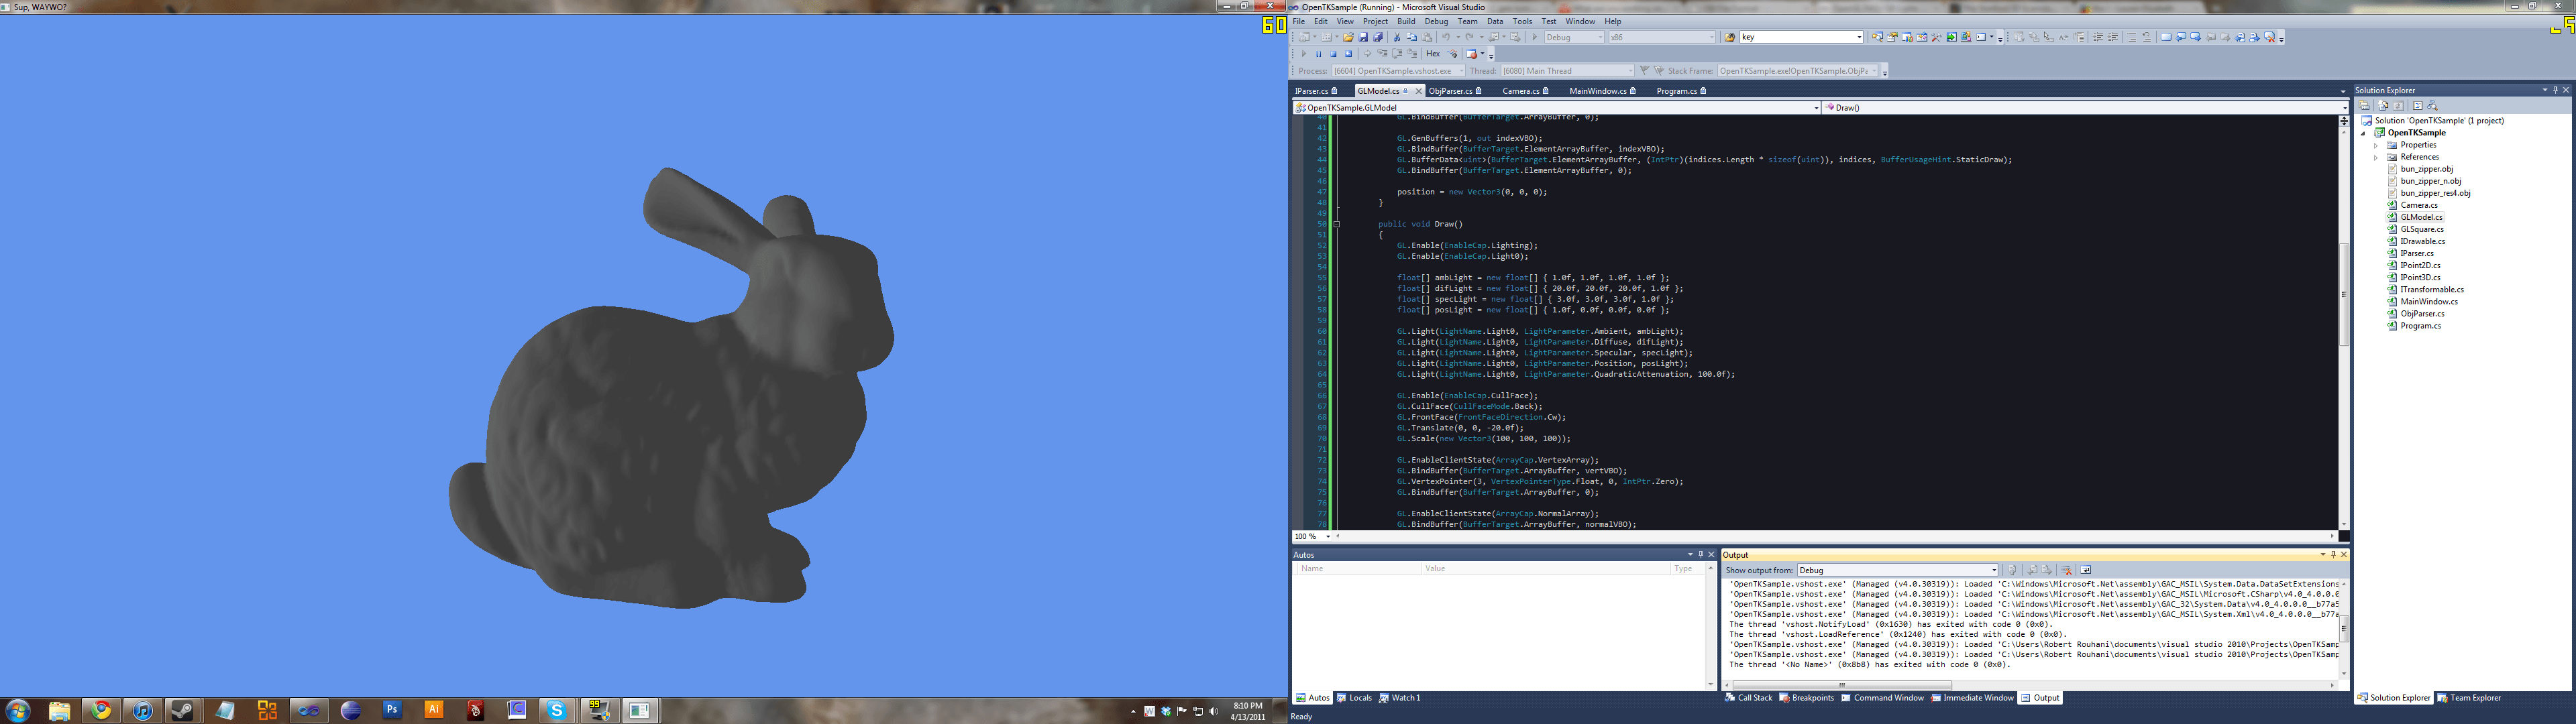 Sup, WAYWO?
60
OpenTKSample (Running) - Microsoft Visual Studio
File Edit View Project Build Debug Team Data Tools Test Window Help
Debug x86 key
Hex
Process: [6604] OpenTKSample.vshost.exe Thread: [6080] Main Thread Stack Frame: OpenTKSample.exe!OpenTKSample.ObjPa
IParser.cs GLModel.cs ObjParser.cs Camera.cs MainWindow.cs Program.cs
OpenTKSample.GLModel Draw()
40 GL.BindBuffer(BufferTarget.ArrayBuffer, 0);
41
42 GL.GenBuffers(1, out indexVBO);
43 GL.BindBuffer(BufferTarget.ElementArrayBuffer, indexVBO);
44 GL.BufferData<uint>(BufferTarget.ElementArrayBuffer, (IntPtr)(indices.Length * sizeof(uint)), indices, BufferUsageHint.StaticDraw);
45 GL.BindBuffer(BufferTarget.ElementArrayBuffer, 0);
46
47 position = new Vector3(0, 0, 0);
48 }
49
50 public void Draw()
51 {
52 GL.Enable(EnableCap.Lighting);
53 GL.Enable(EnableCap.Light0);
54
55 float[] ambLight = new float[] { 1.0f, 1.0f, 1.0f, 1.0f };
56 float[] difLight = new float[] { 20.0f, 20.0f, 20.0f, 1.0f };
57 float[] specLight = new float[] { 3.0f, 3.0f, 3.0f, 1.0f };
58 float[] posLight = new float[] { 1.0f, 0.0f, 0.0f, 0.0f };
59
60 GL.Light(LightName.Light0, LightParameter.Ambient, ambLight);
61 GL.Light(LightName.Light0, LightParameter.Diffuse, difLight);
62 GL.Light(LightName.Light0, LightParameter.Specular, specLight);
63 GL.Light(LightName.Light0, LightParameter.Position, posLight);
64 GL.Light(LightName.Light0, LightParameter.QuadraticAttenuation, 100.0f);
65
66 GL.Enable(EnableCap.CullFace);
67 GL.CullFace(CullFaceMode.Back);
68 GL.FrontFace(FrontFaceDirection.Cw);
69 GL.Translate(0, 0, -20.0f);
70 GL.Scale(new Vector3(100, 100, 100));
71
72 GL.EnableClientState(ArrayCap.VertexArray);
73 GL.BindBuffer(BufferTarget.ArrayBuffer, vertVBO);
74 GL.VertexPointer(3, VertexPointerType.Float, 0, IntPtr.Zero);
75 GL.BindBuffer(BufferTarget.ArrayBuffer, 0);
76
77 GL.EnableClientState(ArrayCap.NormalArray);
78 GL.BindBuffer(BufferTarget.ArrayBuffer, normalVBO);
100 %
Solution Explorer
Solution 'OpenTKSample' (1 project)
OpenTKSample
Properties
References
bun_zipper.obj
bun_zipper_n.obj
bun_zipper_res4.obj
Camera.cs
GLModel.cs
GLSquare.cs
IDrawable.cs
IParser.cs
IPoint2D.cs
IPoint3D.cs
ITransformable.cs
MainWindow.cs
ObjParser.cs
Program.cs
Autos
Name Value Type
Autos Locals Watch 1
Output
Show output from: Debug
'OpenTKSample.vshost.exe' (Managed (v4.0.30319)): Loaded 'C:\Windows\Microsoft.Net\assembly\GAC_MSIL\System.Data.DataSetExtensions
'OpenTKSample.vshost.exe' (Managed (v4.0.30319)): Loaded 'C:\Windows\Microsoft.Net\assembly\GAC_MSIL\Microsoft.CSharp\v4.0_4.0.0.0
'OpenTKSample.vshost.exe' (Managed (v4.0.30319)): Loaded 'C:\Windows\Microsoft.Net\assembly\GAC_32\System.Data\v4.0_4.0.0.0__b77a5
'OpenTKSample.vshost.exe' (Managed (v4.0.30319)): Loaded 'C:\Windows\Microsoft.Net\assembly\GAC_MSIL\System.Xml\v4.0_4.0.0.0__b77a
The thread 'vshost.NotifyLoad' (0x1630) has exited with code 0 (0x0).
The thread 'vshost.LoadReference' (0x1240) has exited with code 0 (0x0).
'OpenTKSample.vshost.exe' (Managed (v4.0.30319)): Loaded 'C:\Users\Robert Rouhani\documents\visual studio 2010\Projects\OpenTKSamp
'OpenTKSample.vshost.exe' (Managed (v4.0.30319)): Loaded 'C:\Users\Robert Rouhani\documents\visual studio 2010\Projects\OpenTKSamp
The thread '<No Name>' (0x8b8) has exited with code 0 (0x0).
Call Stack Breakpoints Command Window Immediate Window Output
Solution Explorer Team Explorer
Ready
Ps Ai 99
8:10 PM
4/13/2011